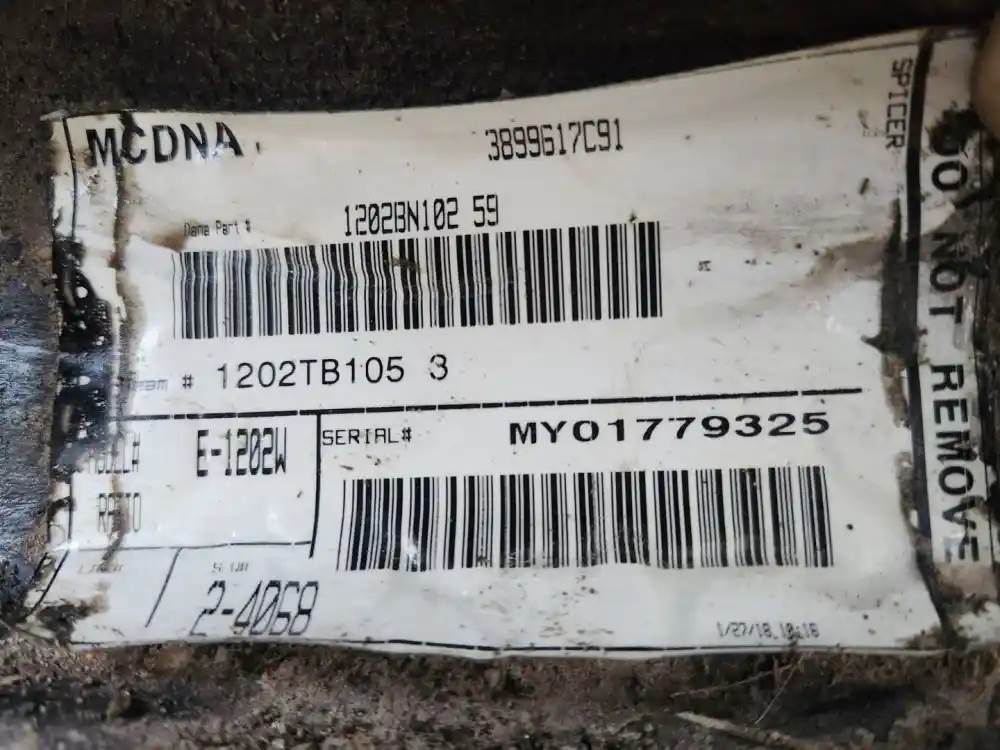 MCDNA
3899617C91
SPICER
Dana Part # 1202BN102 59
# 1202TB105 3
E-1202W
RATIO
SERIAL# MY01779325
2-4068
1/27/18 10:18
DO NOT REMOVE